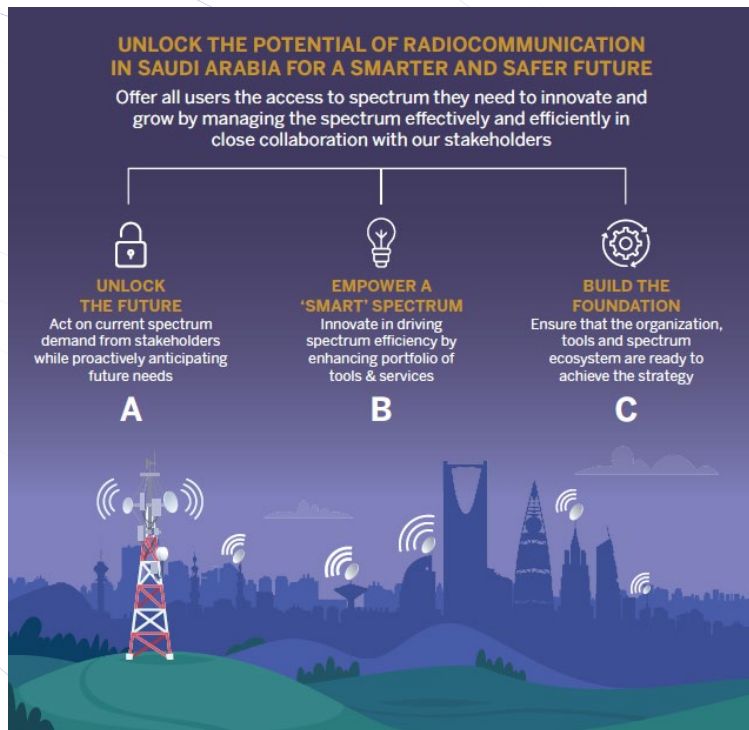 UNLOCK THE POTENTIAL OF RADIOCOMMUNICATION
IN SAUDI ARABIA FOR A SMARTER AND SAFER FUTURE
Offer all users the access to spectrum they need to innovate and
grow by managing the spectrum effectively and efficiently in
close collaboration with our stakeholders
UNLOCK
THE FUTURE
Act on current spectrum
demand from stakeholders
while proactively anticipating
future needs
A
EMPOWER A
‘SMART’ SPECTRUM
Innovate in driving
spectrum efficiency by
enhancing portfolio of
tools & services
B
BUILD THE
FOUNDATION
Ensure that the organization,
tools and spectrum
ecosystem are ready to
achieve the strategy
C